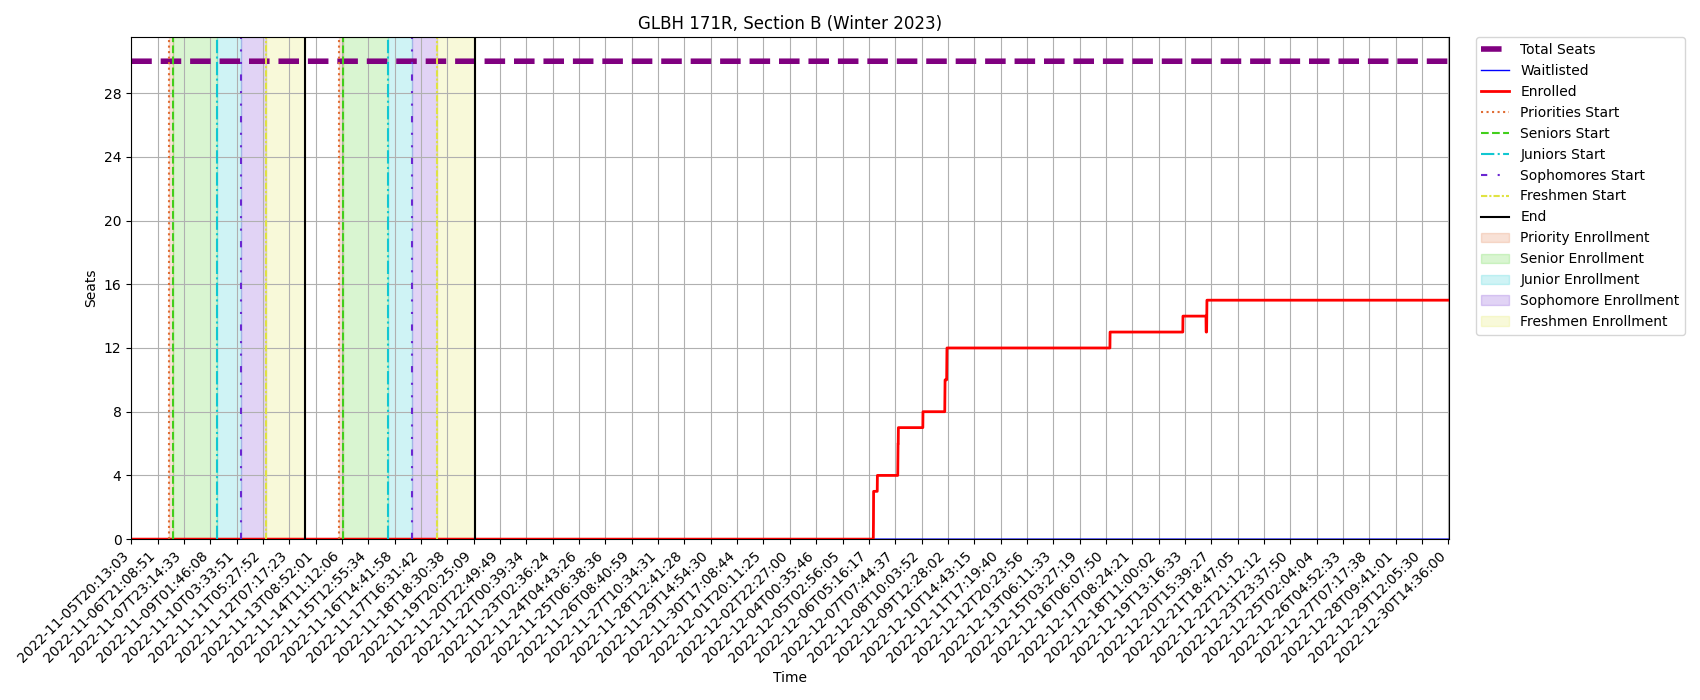 GLBH 171R, Section B (Winter 2023)
Seats
28
24
20
16
12
8
4
0
2022-11-05T20:13:03
2022-11-06T21:08:51
2022-11-07T23:14:33
2022-11-09T01:46:08
2022-11-10T03:33:51
2022-11-11T05:27:52
2022-11-12T07:17:23
2022-11-13T08:52:01
2022-11-14T11:12:06
2022-11-15T12:55:34
2022-11-16T14:41:58
2022-11-17T16:31:42
2022-11-18T18:30:38
2022-11-19T20:25:09
2022-11-20T22:49:49
2022-11-23T00:39:34
2022-11-23T02:36:24
2022-11-24T04:43:26
2022-11-25T06:38:36
2022-11-26T08:40:59
2022-11-27T10:34:31
2022-11-28T12:41:28
2022-11-29T14:54:30
2022-11-30T17:08:44
2022-12-01T20:11:25
2022-12-02T22:27:00
2022-12-04T00:35:46
2022-12-05T02:56:05
2022-12-06T05:16:17
2022-12-07T07:44:37
2022-12-08T10:03:52
2022-12-09T12:28:02
2022-12-10T14:43:15
2022-12-11T17:19:40
2022-12-12T20:23:56
2022-12-13T06:11:33
2022-12-15T03:27:19
2022-12-16T06:07:50
2022-12-17T08:24:21
2022-12-18T11:00:02
2022-12-19T13:16:33
2022-12-20T15:39:27
2022-12-21T18:47:05
2022-12-22T21:12:12
2022-12-23T23:37:50
2022-12-25T02:04:04
2022-12-26T04:52:33
2022-12-27T07:17:38
2022-12-28T09:41:01
2022-12-29T12:05:30
2022-12-30T14:36:00
Time
Total Seats
Waitlisted
Enrolled
Priorities Start
Seniors Start
Juniors Start
Sophomores Start
Freshmen Start
End
Priority Enrollment
Senior Enrollment
Junior Enrollment
Sophomore Enrollment
Freshmen Enrollment